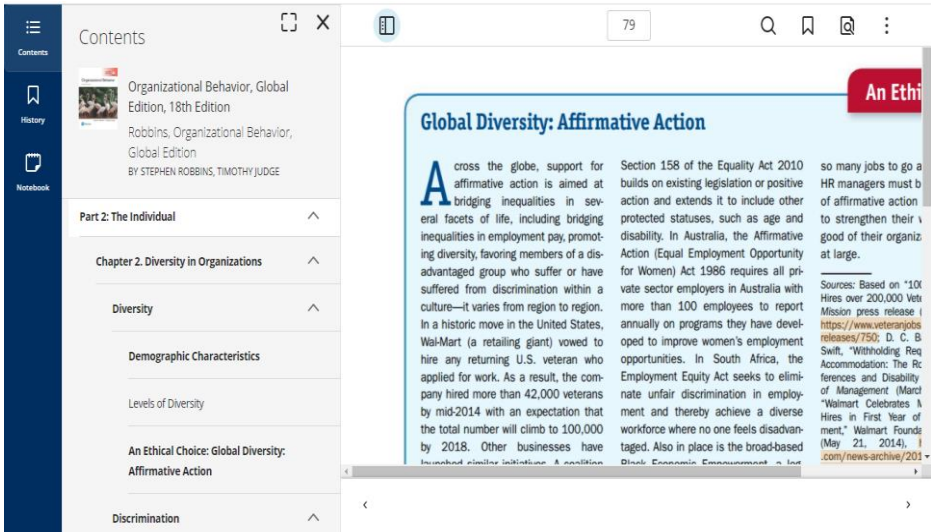 Contents
History
Notebook
Contents
Organizational Behavior, Global
Edition, 18th Edition
Robbins, Organizational Behavior,
Global Edition
BY STEPHEN ROBBINS, TIMOTHY JUDGE
Part 2: The Individual
Chapter 2. Diversity in Organizations
Diversity
Demographic Characteristics
Levels of Diversity
An Ethical Choice: Global Diversity:
Affirmative Action
Discrimination
79
An Ethi
Global Diversity: Affirmative Action
Across the globe, support for
affirmative action is aimed at
bridging inequalities in sev-
eral facets of life, including bridging
inequalities in employment pay, promot-
ing diversity, favoring members of a dis-
advantaged group who suffer or have
suffered from discrimination within a
culture—it varies from region to region.
In a historic move in the United States,
Wal-Mart (a retailing giant) vowed to
hire any returning U.S. veteran who
applied for work. As a result, the com-
pany hired more than 42,000 veterans
by mid-2014 with an expectation that
the total number will climb to 100,000
by 2018. Other businesses have
launched similar initiatives. A coalition
Section 158 of the Equality Act 2010
builds on existing legislation or positive
action and extends it to include other
protected statuses, such as age and
disability. In Australia, the Affirmative
Action (Equal Employment Opportunity
for Women) Act 1986 requires all pri-
vate sector employers in Australia with
more than 100 employees to report
annually on programs they have devel-
oped to improve women's employment
opportunities. In South Africa, the
Employment Equity Act seeks to elimi-
nate unfair discrimination in employ-
ment and thereby achieve a diverse
workforce where no one feels disadvan-
taged. Also in place is the broad-based
Black Economic Empowerment, a leg-
so many jobs to go a
HR managers must b
of affirmative action
to strengthen their
good of their organiz
at large.
Sources: Based on "100
Hires over 200,000 Vet
Mission press release (
https://www.veteranjobs
releases/750; D. C. B
Swift, "Withholding Req
Accommodation: The Ro
ferences and Disability
of Management (March
"Walmart Celebrates
Hires in First Year of
ment," Walmart Founda
(May 21, 2014),
.com/news-archive/201